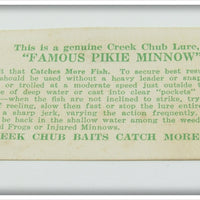 This is a genuine Creek Chub Lure,
"FAMOUS PIKIE MINNOW"
ll that Catches More Fish. To secure best resu
should be used without a heavy leader or snap
or trolled at a moderate speed just outside
e of deep water or cast into clear "pockets"
—when the fish are not inclined to strike, try
reeling, slow then fast or stop the lure entire
a sharp jerk, varying the action frequently.
be back in the shallow water among the weed
d Frogs or Injured Minnows.
EEK CHUB BAITS CATCH MORE